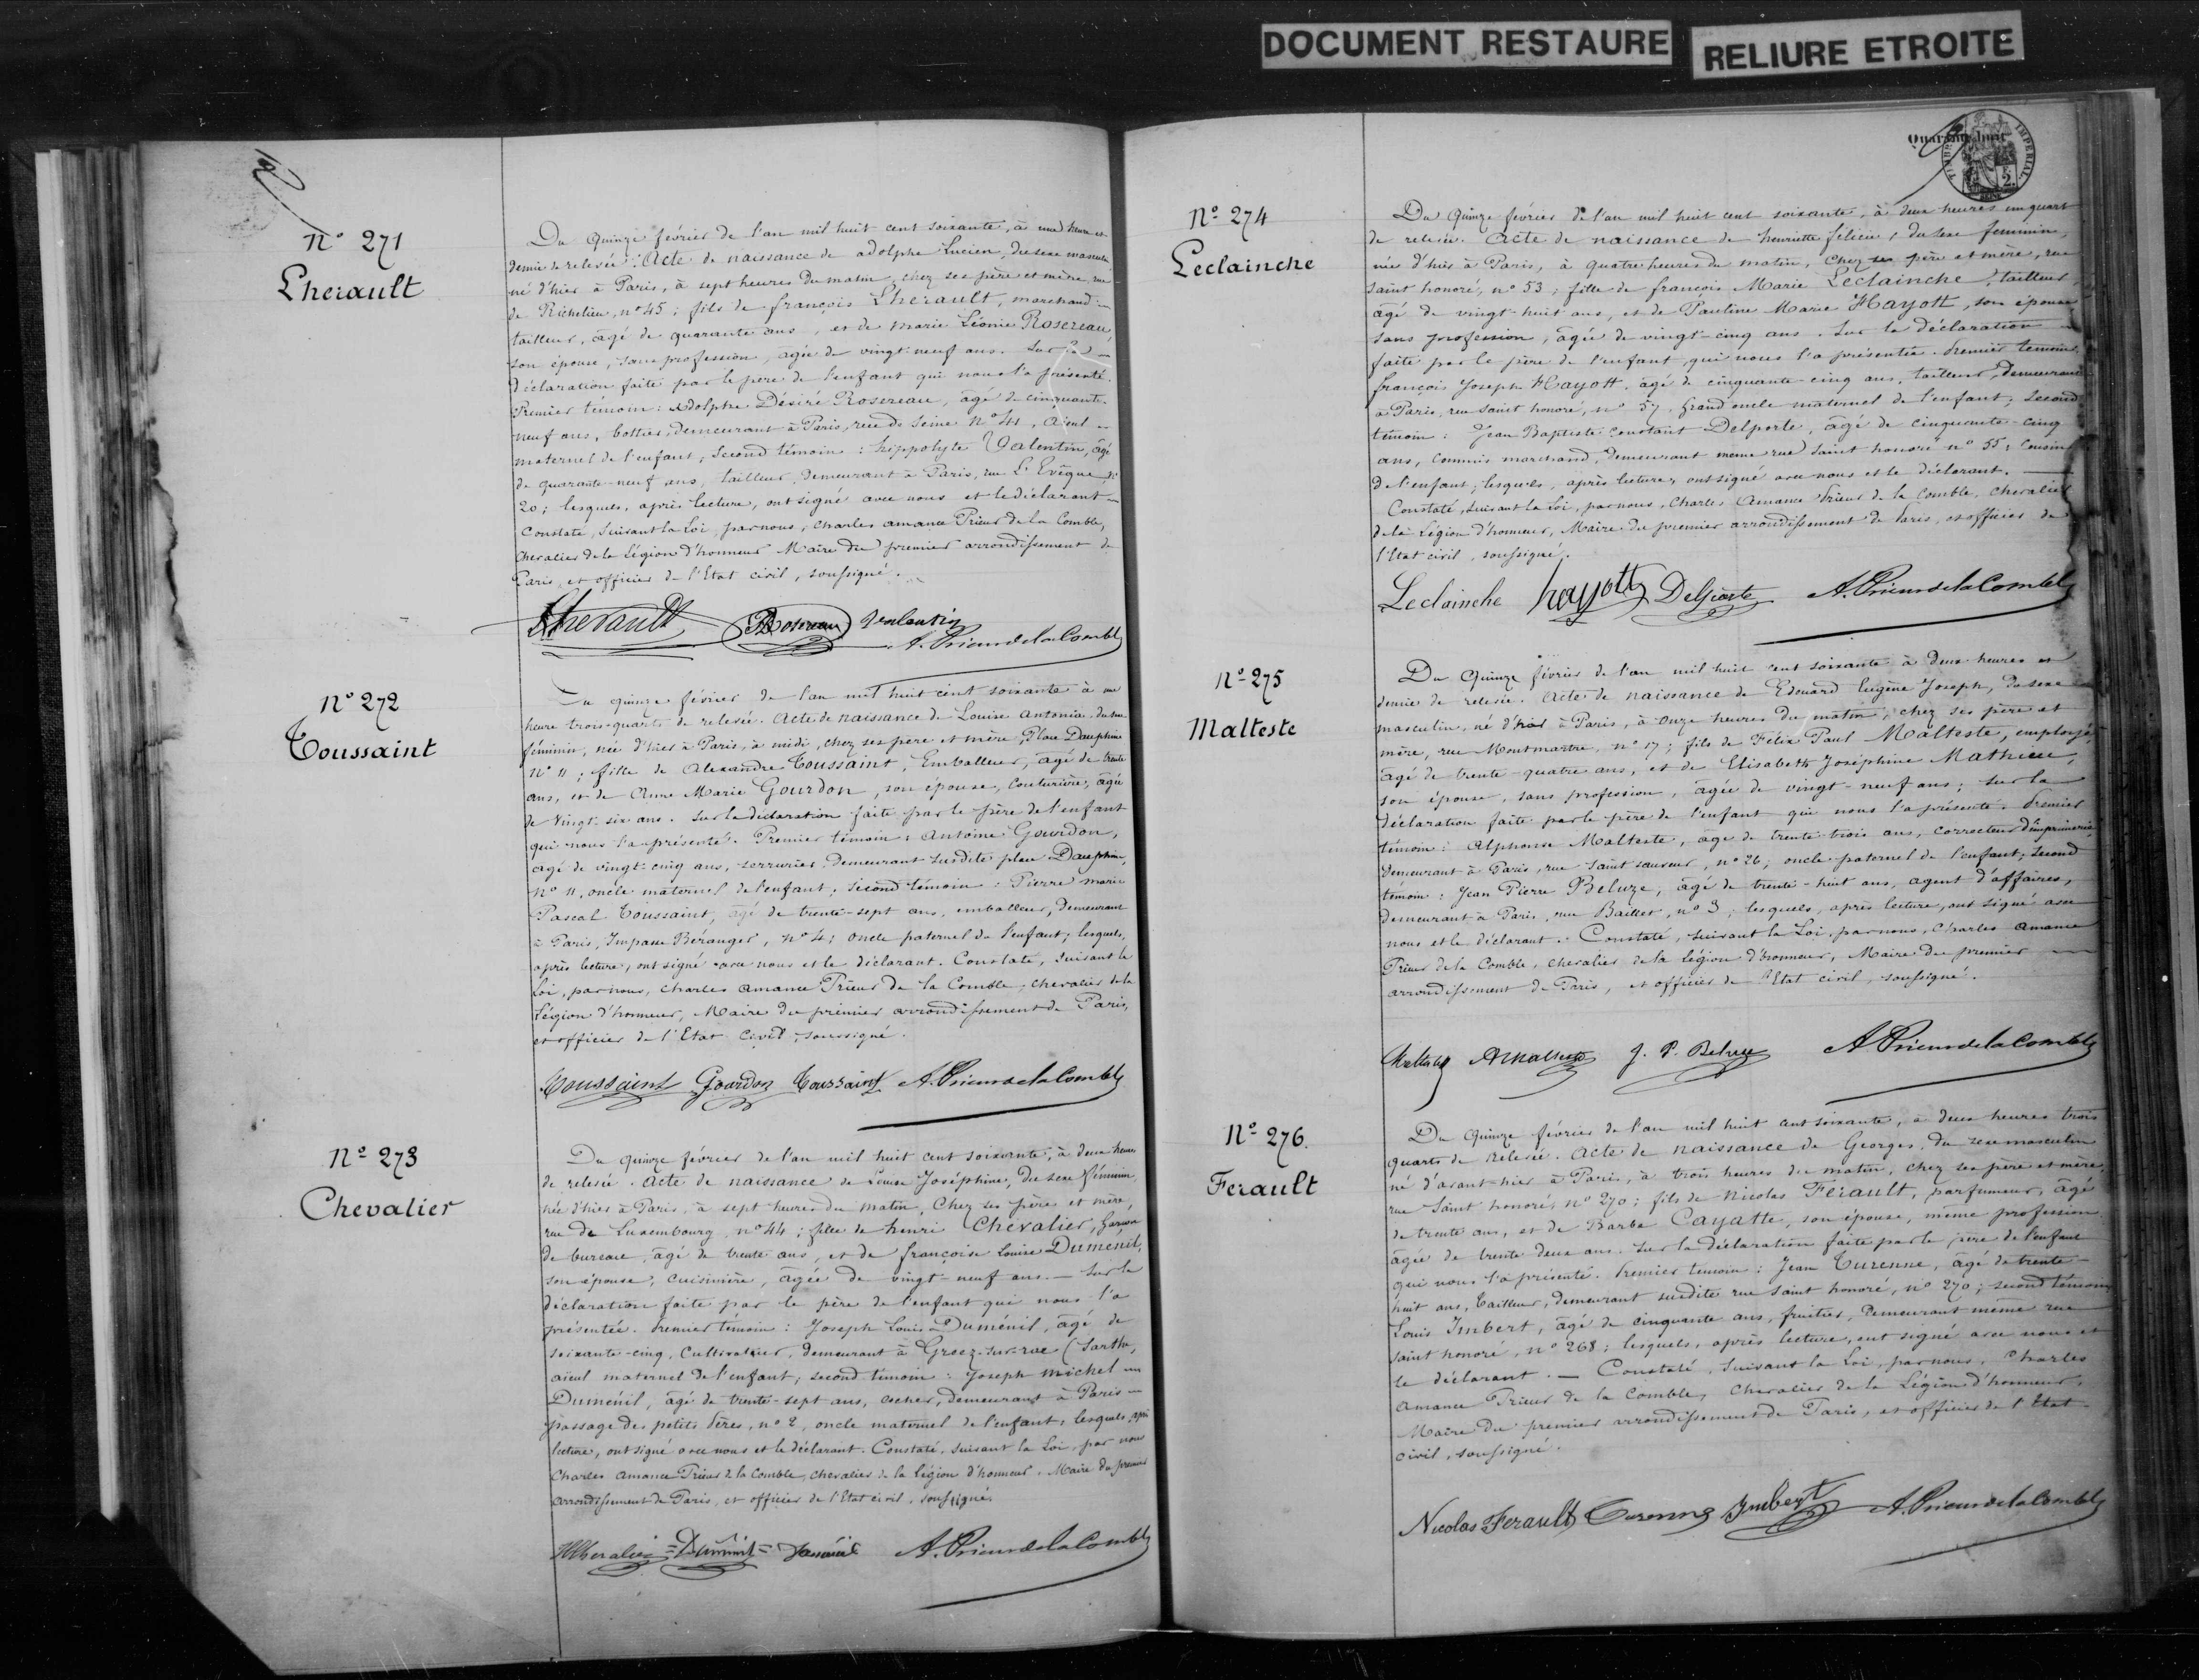 DOCUMENT RESTAURE
RELIURE ETROITE
N° 271
Lherault
Du Quinze février de l'an mil huit cent soixante, à une heure et
demie de relevée. Acte de naissance de adolphe Lucien, du sexe masculin
né d'hier à Paris, à sept heures du matin, chez ses père et mère, rue
de Richelieu, n° 45; fils de françois Lherault, marchand
tailleur, âgé de quarante ans, et de marie Léonie Rosereau,
son épouse, sans profession, âgée de vingt-neuf ans. Sur la
déclaration faite par le père de l'enfant qui nous l'a présenté.
Premier témoin: Adolphe Désiré Rosereau, âgé de cinquante-
neuf ans, bottier, demeurant à Paris, rue de Seine N° 41, Aïeul
maternel de l'enfant; Second témoin: hippolyte Valentin, âgé
de quarante-neuf ans, tailleur, demeurant à Paris, rue L'Evêque n°
20; lesquels, après lecture, ont signé avec nous et le déclarant
Constaté, Suivant la Loi, par nous, Charles amance Prieur de la Comble,
Chevalier de la Légion d'honneur Maire du premier arrondissement de
Paris, et officier de l'Etat civil, soussigné.
Lherault Rosereau Valentin
A. Prieur de la Comble
N° 272
Toussaint
Du quinze février de l'an mil huit cent soixante à une
heure trois quarts de relevée. Acte de naissance de Louise Antonia du sexe
féminin, née d'hier à Paris, à midi, chez ses père et mère, Place Dauphine
N° 11; fille de Alexandre Toussaint, Emballeur, âgé de trente
ans, et de Anne Marie Gourdon, son épouse, Couturière, âgée
de vingt-six ans. Sur la déclaration faite par le père de l'enfant
qui nous l'a présenté. Premier témoin: Antoine Gourdon,
âgé de vingt-cinq ans, serrurier, demeurant susdite place Dauphine,
N° 11, oncle maternel de l'enfant; Second témoin: Pierre marie
Pascal Toussaint, âgé de trente-sept ans, emballeur, demeurant
à Paris, Impasse Béranger, N° 4; oncle paternel de l'enfant; lesquels,
après lecture, ont signé avec nous et le déclarant. Constaté, Suivant la
Loi, par nous, Charles amance Prieur de la Comble, chevalier de la
Légion d'honneur, Maire du premier arrondissement de Paris,
et officier de l'Etat Civil, soussigné.
Toussaint Gourdon Toussaint A. Prieur de la Comble
N° 273
Chevalier
Du quinze février de l'an mil huit cent soixante, à deux heures
de relevée. Acte de naissance de Louise Joséphine, du sexe féminin,
née d'hier à Paris, à sept heures du matin, Chez ses père et mère,
rue de Luxembourg, n° 44; fille de henri Chevalier, Garçon
de bureau, âgé de trente ans, et de françoise Louise Duménil,
son épouse, cuisinière, âgée de vingt-neuf ans. — Sur la
déclaration faite par le père de l'enfant qui nous l'a
présentée. Premier témoin: Joseph Louis Duménil, âgé de
soixante-cinq, Cultivateur, demeurant à Gréez-sur-roc (Sarthe,
aïeul maternel de l'enfant; second témoin: Joseph Michel
Duménil, âgé de trente-sept ans, cocher, demeurant à Paris
passage des petits Pères, n° 2, oncle maternel de l'enfant, lesquels, après
lecture, ont signé avec nous et le déclarant. Constaté, suivant la Loi, par nous
Charles Amance Prieur de la Comble, chevalier de la Légion d'honneur. Maire du premier
arrondissement de Paris, et officier de l'Etat civil, soussigné.
HChevalier = Duménil = Duménil A. Prieur de la Comble
Quarante-huit
TIMBRE IMPERIAL
N° 274
Leclainche
Du Quinze février de l'an mil huit cent soixante, à deux heures un quart
de relevée. Acte de naissance de henriette félicie, du sexe féminin,
née d'hier à Paris, à quatre heures du matin, chez ses père et mère, rue
Saint honoré, n° 53; fille de françois Marie Leclainche, tailleur,
âgé de vingt-huit ans, et de Pauline Marie Hayott, son épouse
sans profession, âgée de vingt-cinq ans. Sur la déclaration
faite par le père de l'enfant, qui nous l'a présentée. Premier témoin:
françois Joseph Hayott, âgé de cinquante-cinq ans, tailleur, demeurant
à Paris, rue saint honoré, n° 57, Grand oncle maternel de l'enfant; Second
témoin: Jean Baptiste Constant Delporte, âgé de cinquante-cinq
ans, Commis marchand, demeurant même rue Saint honoré n° 55, Cousin
de l'enfant; lesquels, après lecture, ont signé avec nous et le déclarant.
Constaté, suivant la Loi, par nous, Charles Amance Prieur de la Comble, chevalier
de la Légion d'honneur, Maire du premier arrondissement de Paris, et officier de
l'Etat civil, soussigné.
Leclainche hayott Delporte A. Prieur de la Comble
N° 275
Malteste
Du Quinze février de l'an mil huit cent soixante à deux heures et
demie de relevée. Acte de naissance de Edouard Eugène Joseph, du sexe
masculin, né d'hier à Paris, à onze heures du matin, chez ses père et
mère, rue Montmartre, n° 17; fils de Félix Paul Malteste, employé,
âgé de trente-quatre ans, et de Elisabeth Joséphine Mathieu,
son épouse, sans profession, âgée de vingt-neuf ans; sur la
déclaration faite par le père de l'enfant qui nous l'a présenté. Premier
témoin: Alphonse Malteste, âgé de trente-trois ans, correcteur d'imprimerie
demeurant à Paris, rue saint sauveur, n° 26; oncle paternel de l'enfant; second
témoin: Jean Pierre Beluze, âgé de trente-huit ans, agent d'affaires,
demeurant à Paris, rue Baillet, n° 3; lesquels, après lecture, ont signé avec
nous et le déclarant. Constaté, suivant la Loi, par nous, Charles Amance
Prieur de la Comble, chevalier de la légion d'honneur, Maire du premier
arrondissement de Paris, et officier de l'Etat civil, soussigné.
Malteste AMalteste J. P. Beluze A. Prieur de la Comble
N° 276.
Ferault
Du Quinze février de l'an mil huit cent soixante, à deux heures trois
quarts de relevée. Acte de naissance de Georges, du sexe masculin
né d'avant-hier à Paris, à trois heures du matin, chez ses père et mère,
rue Saint honoré, n° 270; fils de Nicolas Férault, parfumeur, âgé
de trente ans, et de Barbe Cayatte, son épouse, même profession
âgée de trente deux ans. Sur la déclaration faite par le père de l'enfant
qui nous l'a présenté. Premier témoin: Jean Turenne, âgé de trente-
huit ans, tailleur, demeurant susdite rue Saint honoré, n° 270; second témoin
Louis Imbert, âgé de cinquante ans, fruitier, demeurant même rue
saint honoré, n° 268; lesquels, après lecture, ont signé avec nous et
le déclarant. — Constaté, suivant la Loi, par nous, Charles
Amance Prieur de la Comble, Chevalier de la Légion d'honneur,
Maire du premier arrondissement de Paris, et officier de l'Etat-
civil, soussigné.
Nicolas Ferault Turenne Imbert A. Prieur de la Comble